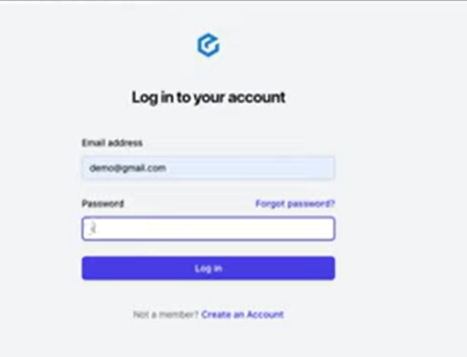 Log in to your account
Email address
demo@gmail.com
Password
Forgot password?
Log in
Not a member? Create an Account